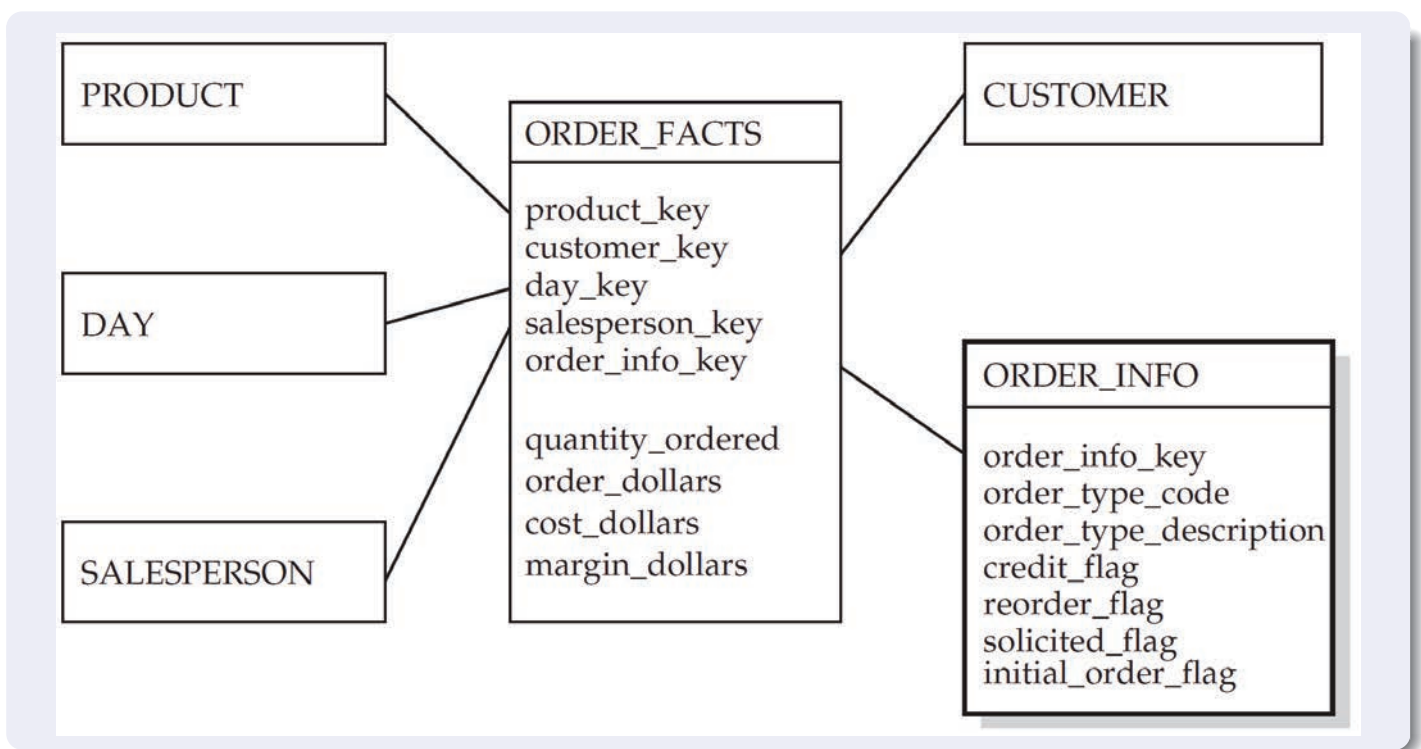 PRODUCT
DAY
SALESPERSON
ORDER_FACTS
product_key
customer_key
day_key
salesperson_key
order_info_key
quantity_ordered
order_dollars
cost_dollars
margin_dollars
CUSTOMER
ORDER_INFO
order_info_key
order_type_code
order_type_description
credit_flag
reorder_flag
solicited_flag
initial_order_flag